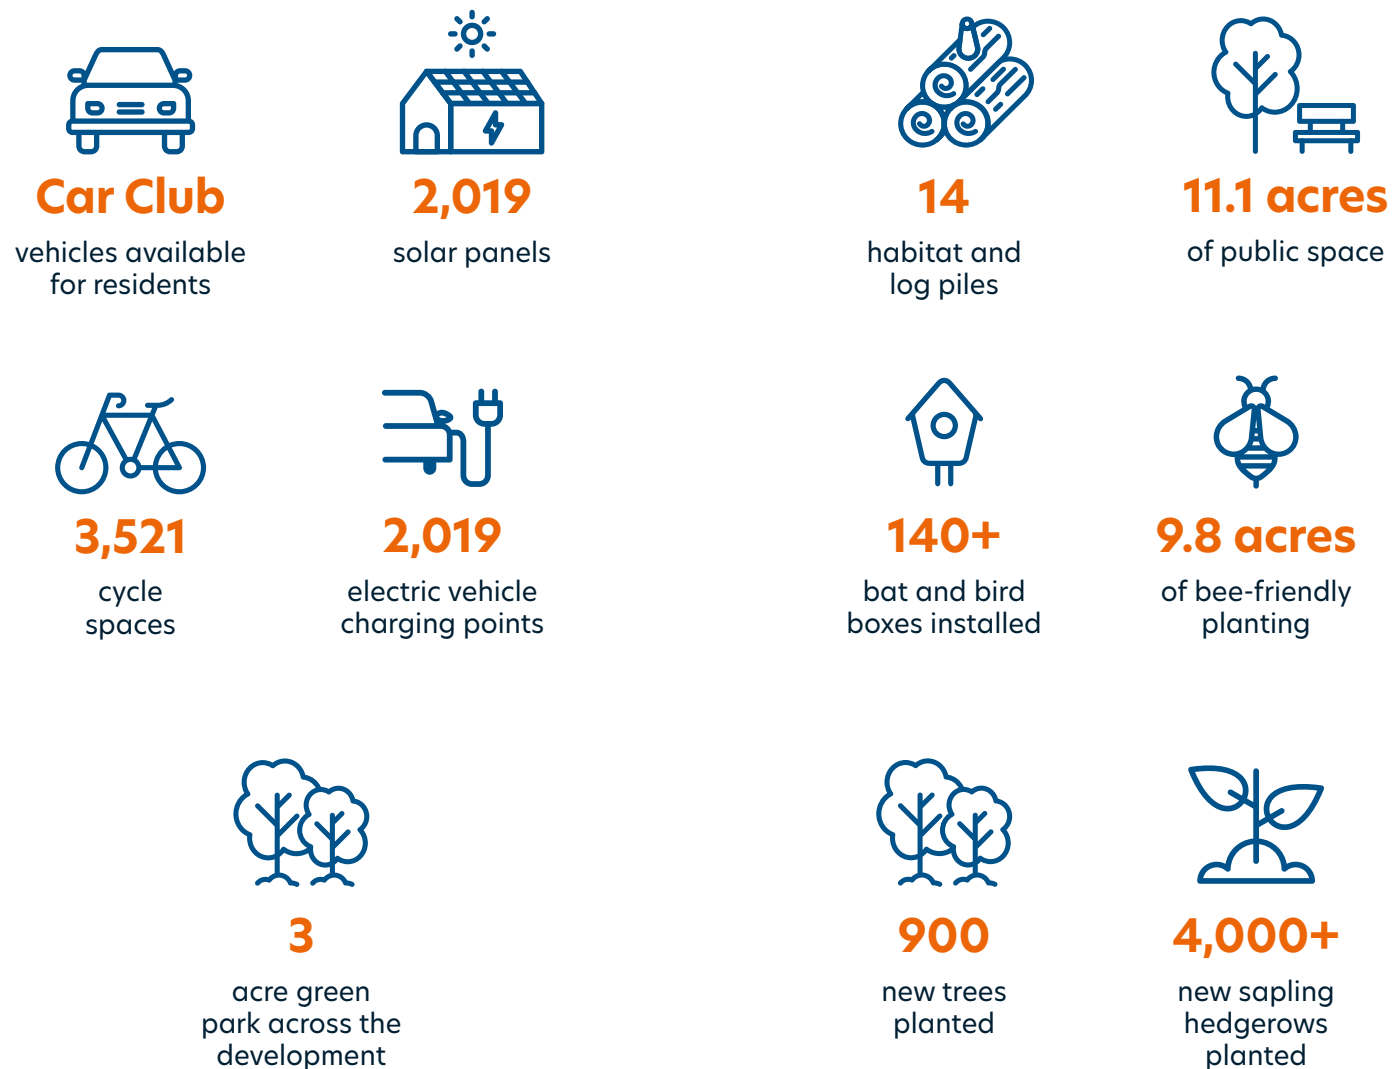 Car Club
vehicles available
for residents
2,019
solar panels
14
habitat and
log piles
11.1 acres
of public space
3,521
cycle
spaces
2,019
electric vehicle
charging points
140+
bat and bird
boxes installed
9.8 acres
of bee-friendly
planting
3
acre green
park across the
development
900
new trees
planted
4,000+
new sapling
hedgerows
planted